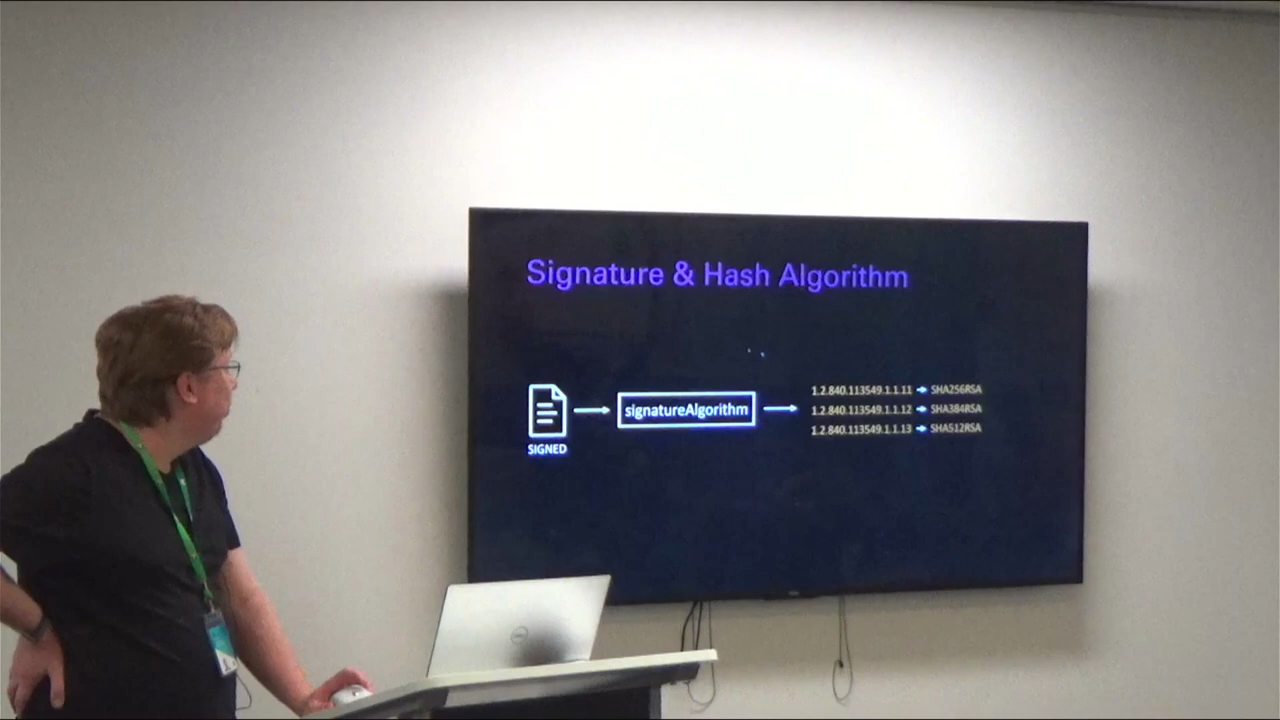 Signature & Hash Algorithm
SIGNED
signatureAlgorithm
1.2.840.113549.1.1.11 → SHA256RSA
1.2.840.113549.1.1.12 → SHA384RSA
1.2.840.113549.1.1.13 → SHA512RSA